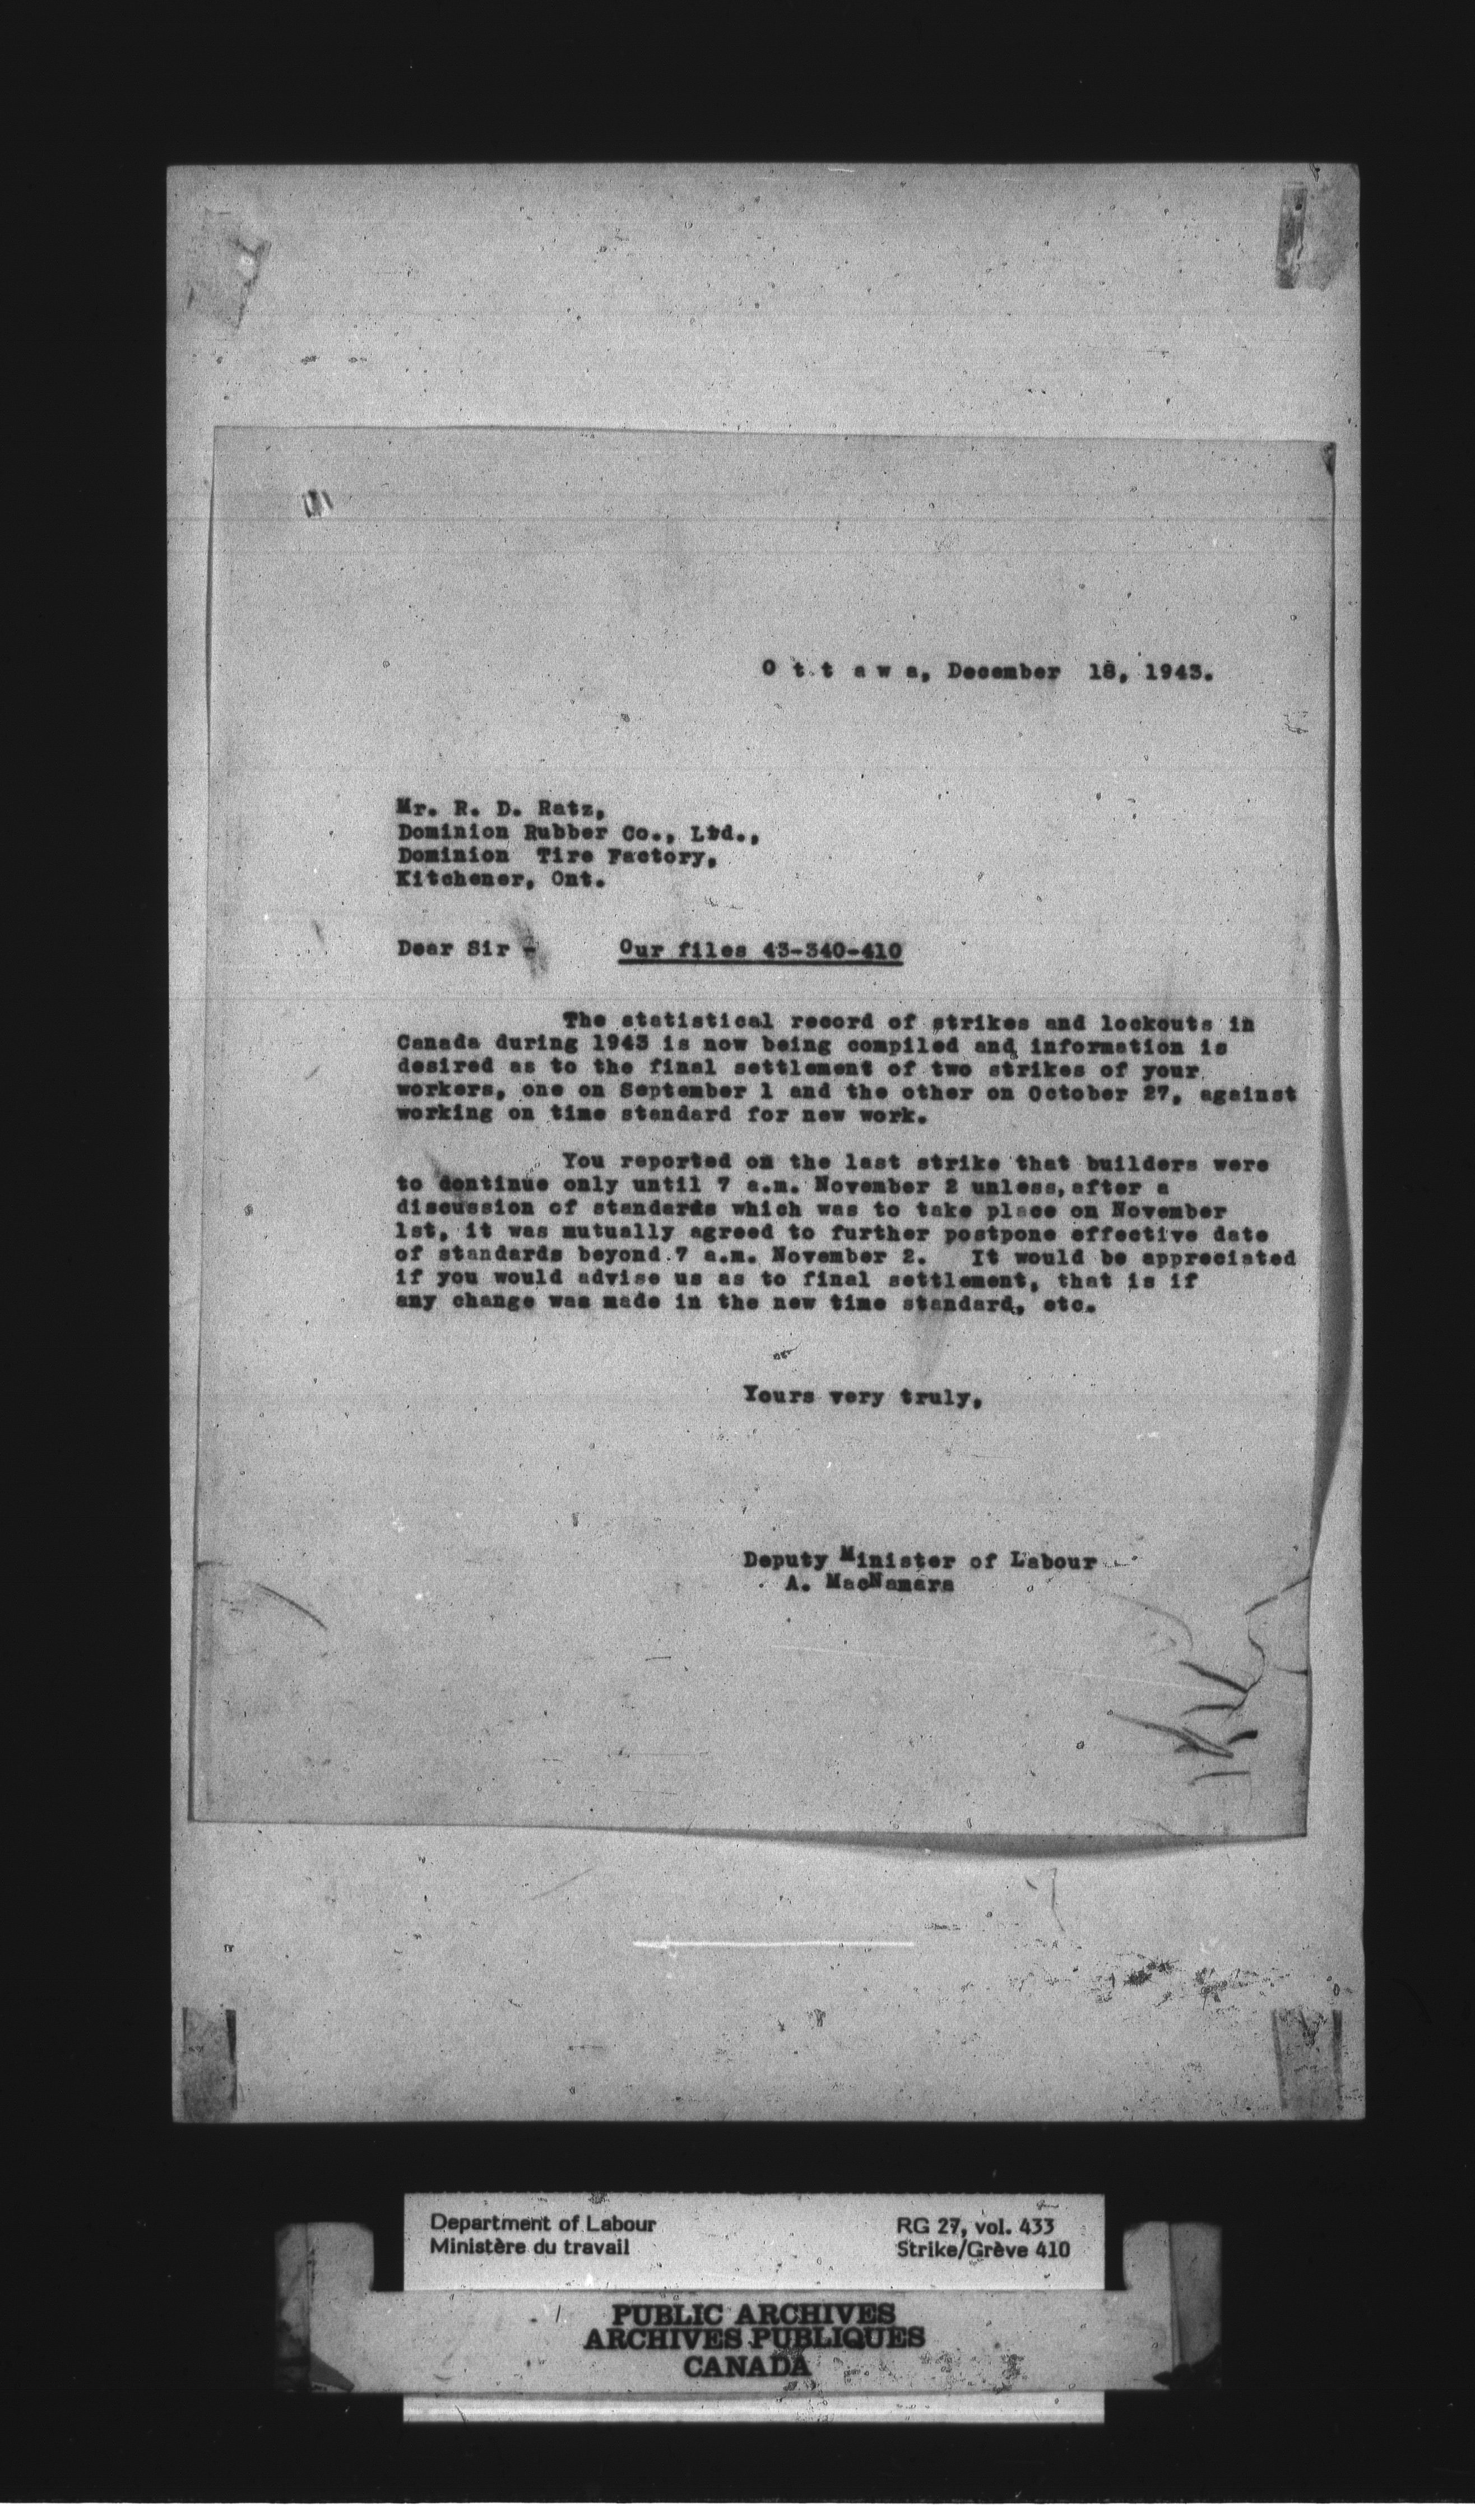 O t t a w a, December 18, 1943.
Mr. R. D. Ratz,
Dominion Rubber Co., Ltd.,
Dominion Tire Factory,
Kitchener, Ont.
Dear Sir - Our files 43-340-410
The statistical record of strikes and lockouts in
Canada during 1943 is now being compiled and information is
desired as to the final settlement of two strikes of your
workers, one on September 1 and the other on October 27, against
working on time standard for new work.
You reported on the last strike that builders were
to continue only until 7 a.m. November 2 unless, after a
discussion of standards which was to take place on November
1st, it was mutually agreed to further postpone effective date
of standards beyond 7 a.m. November 2. It would be appreciated
if you would advise us as to final settlement, that is if
any change was made in the new time standard, etc.
Yours very truly,
Deputy Minister of Labour
A. MacNamara
Department of Labour RG 27, vol. 433
Ministère du travail Strike/Grève 410
PUBLIC ARCHIVES
ARCHIVES PUBLIQUES
CANADA